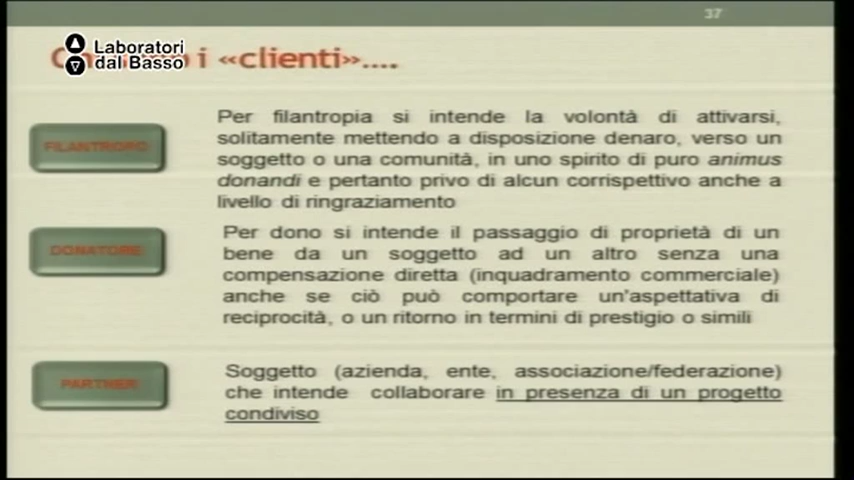 37
Laboratori
dal Basso
i «clienti»....
FILANTROPO
Per filantropia si intende la volontà di attivarsi,
solitamente mettendo a disposizione denaro, verso un
soggetto o una comunità, in uno spirito di puro animus
donandi e pertanto privo di alcun corrispettivo anche a
livello di ringraziamento
DONATORE
Per dono si intende il passaggio di proprietà di un
bene da un soggetto ad un altro senza una
compensazione diretta (inquadramento commerciale)
anche se ciò può comportare un'aspettativa di
reciprocità, o un ritorno in termini di prestigio o simili
PARTNER
Soggetto (azienda, ente, associazione/federazione)
che intende collaborare in presenza di un progetto
condiviso